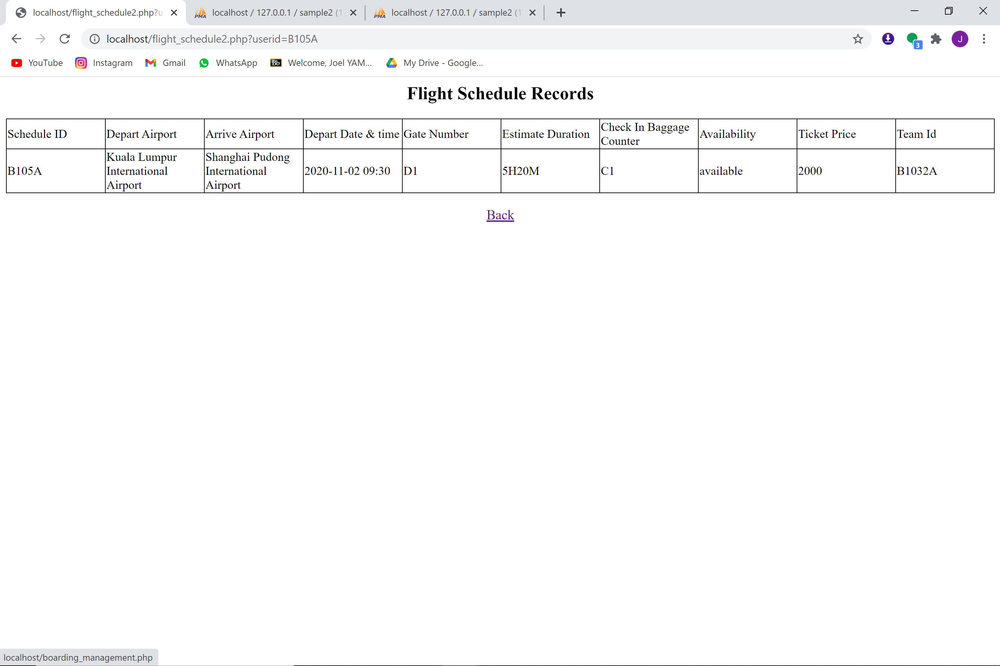 localhost/flight_schedule2.php?u
localhost / 127.0.0.1 / sample2 (1
localhost / 127.0.0.1 / sample2 (1
localhost/flight_schedule2.php?userid=B105A
3
J
YouTube
Instagram
Gmail
WhatsApp
Bb
Welcome, Joel YAM...
My Drive - Google...
Flight Schedule Records
Schedule ID
Depart Airport
Arrive Airport
Depart Date & time
Gate Number
Estimate Duration
Check In Baggage
Counter
Availability
Ticket Price
Team Id
B105A
Kuala Lumpur
International
Airport
Shanghai Pudong
International
Airport
2020-11-02 09:30
D1
5H20M
C1
available
2000
B1032A
Back
localhost/boarding_management.php